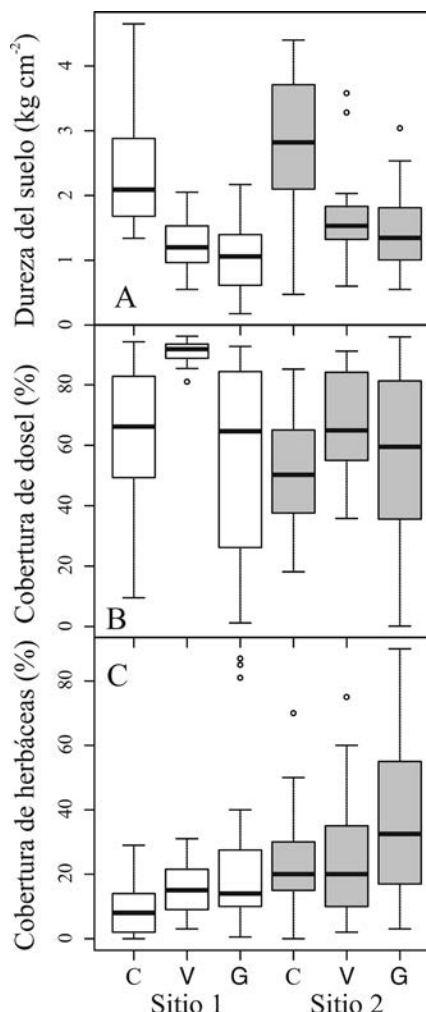 Dureza del suelo (kg cm⁻²)
0 1 2 3 4
A
Cobertura de dosel (%)
0 20 40 60 80
B
Cobertura de herbáceas (%)
0 20 40 60 80
C
C V G C V G
Sitio 1 Sitio 2